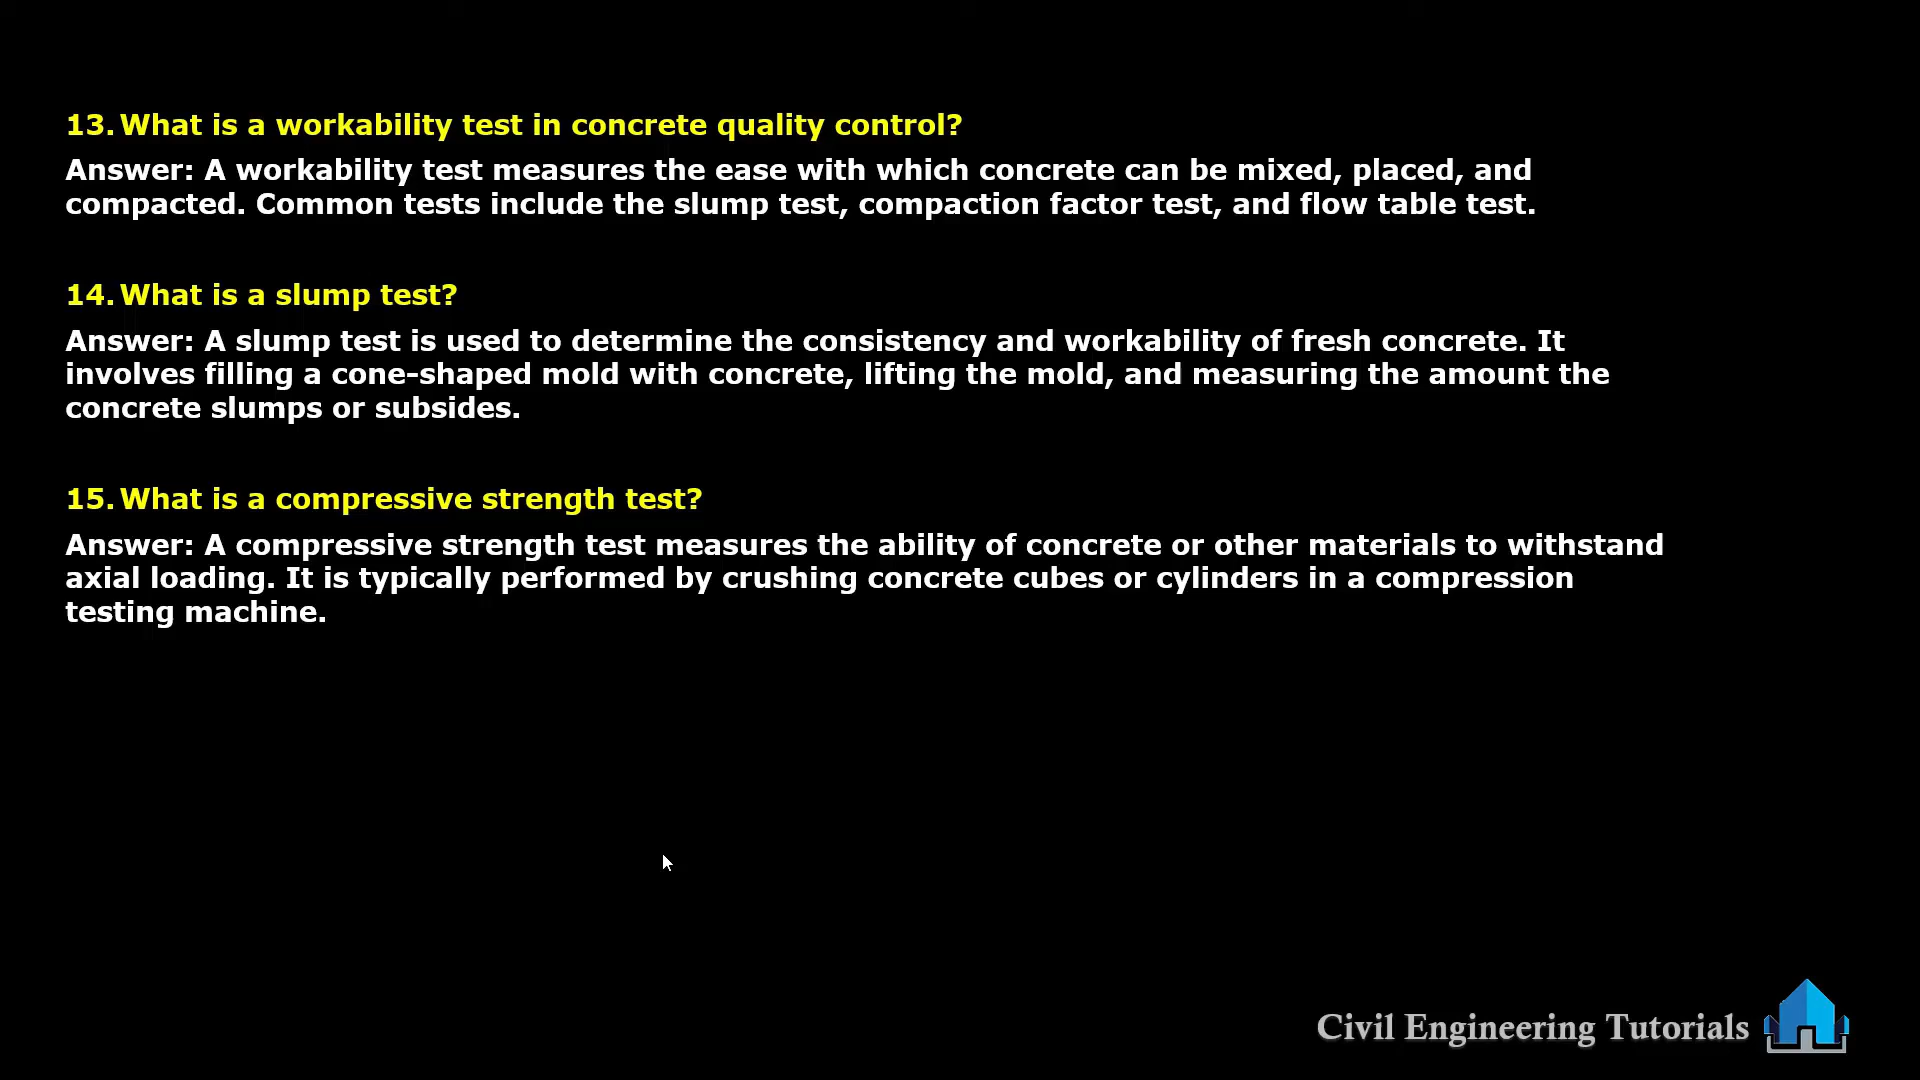 13. What is a workability test in concrete quality control?
Answer: A workability test measures the ease with which concrete can be mixed, placed, and
compacted. Common tests include the slump test, compaction factor test, and flow table test.
14. What is a slump test?
Answer: A slump test is used to determine the consistency and workability of fresh concrete. It
involves filling a cone-shaped mold with concrete, lifting the mold, and measuring the amount the
concrete slumps or subsides.
15. What is a compressive strength test?
Answer: A compressive strength test measures the ability of concrete or other materials to withstand
axial loading. It is typically performed by crushing concrete cubes or cylinders in a compression
testing machine.
Civil Engineering Tutorials